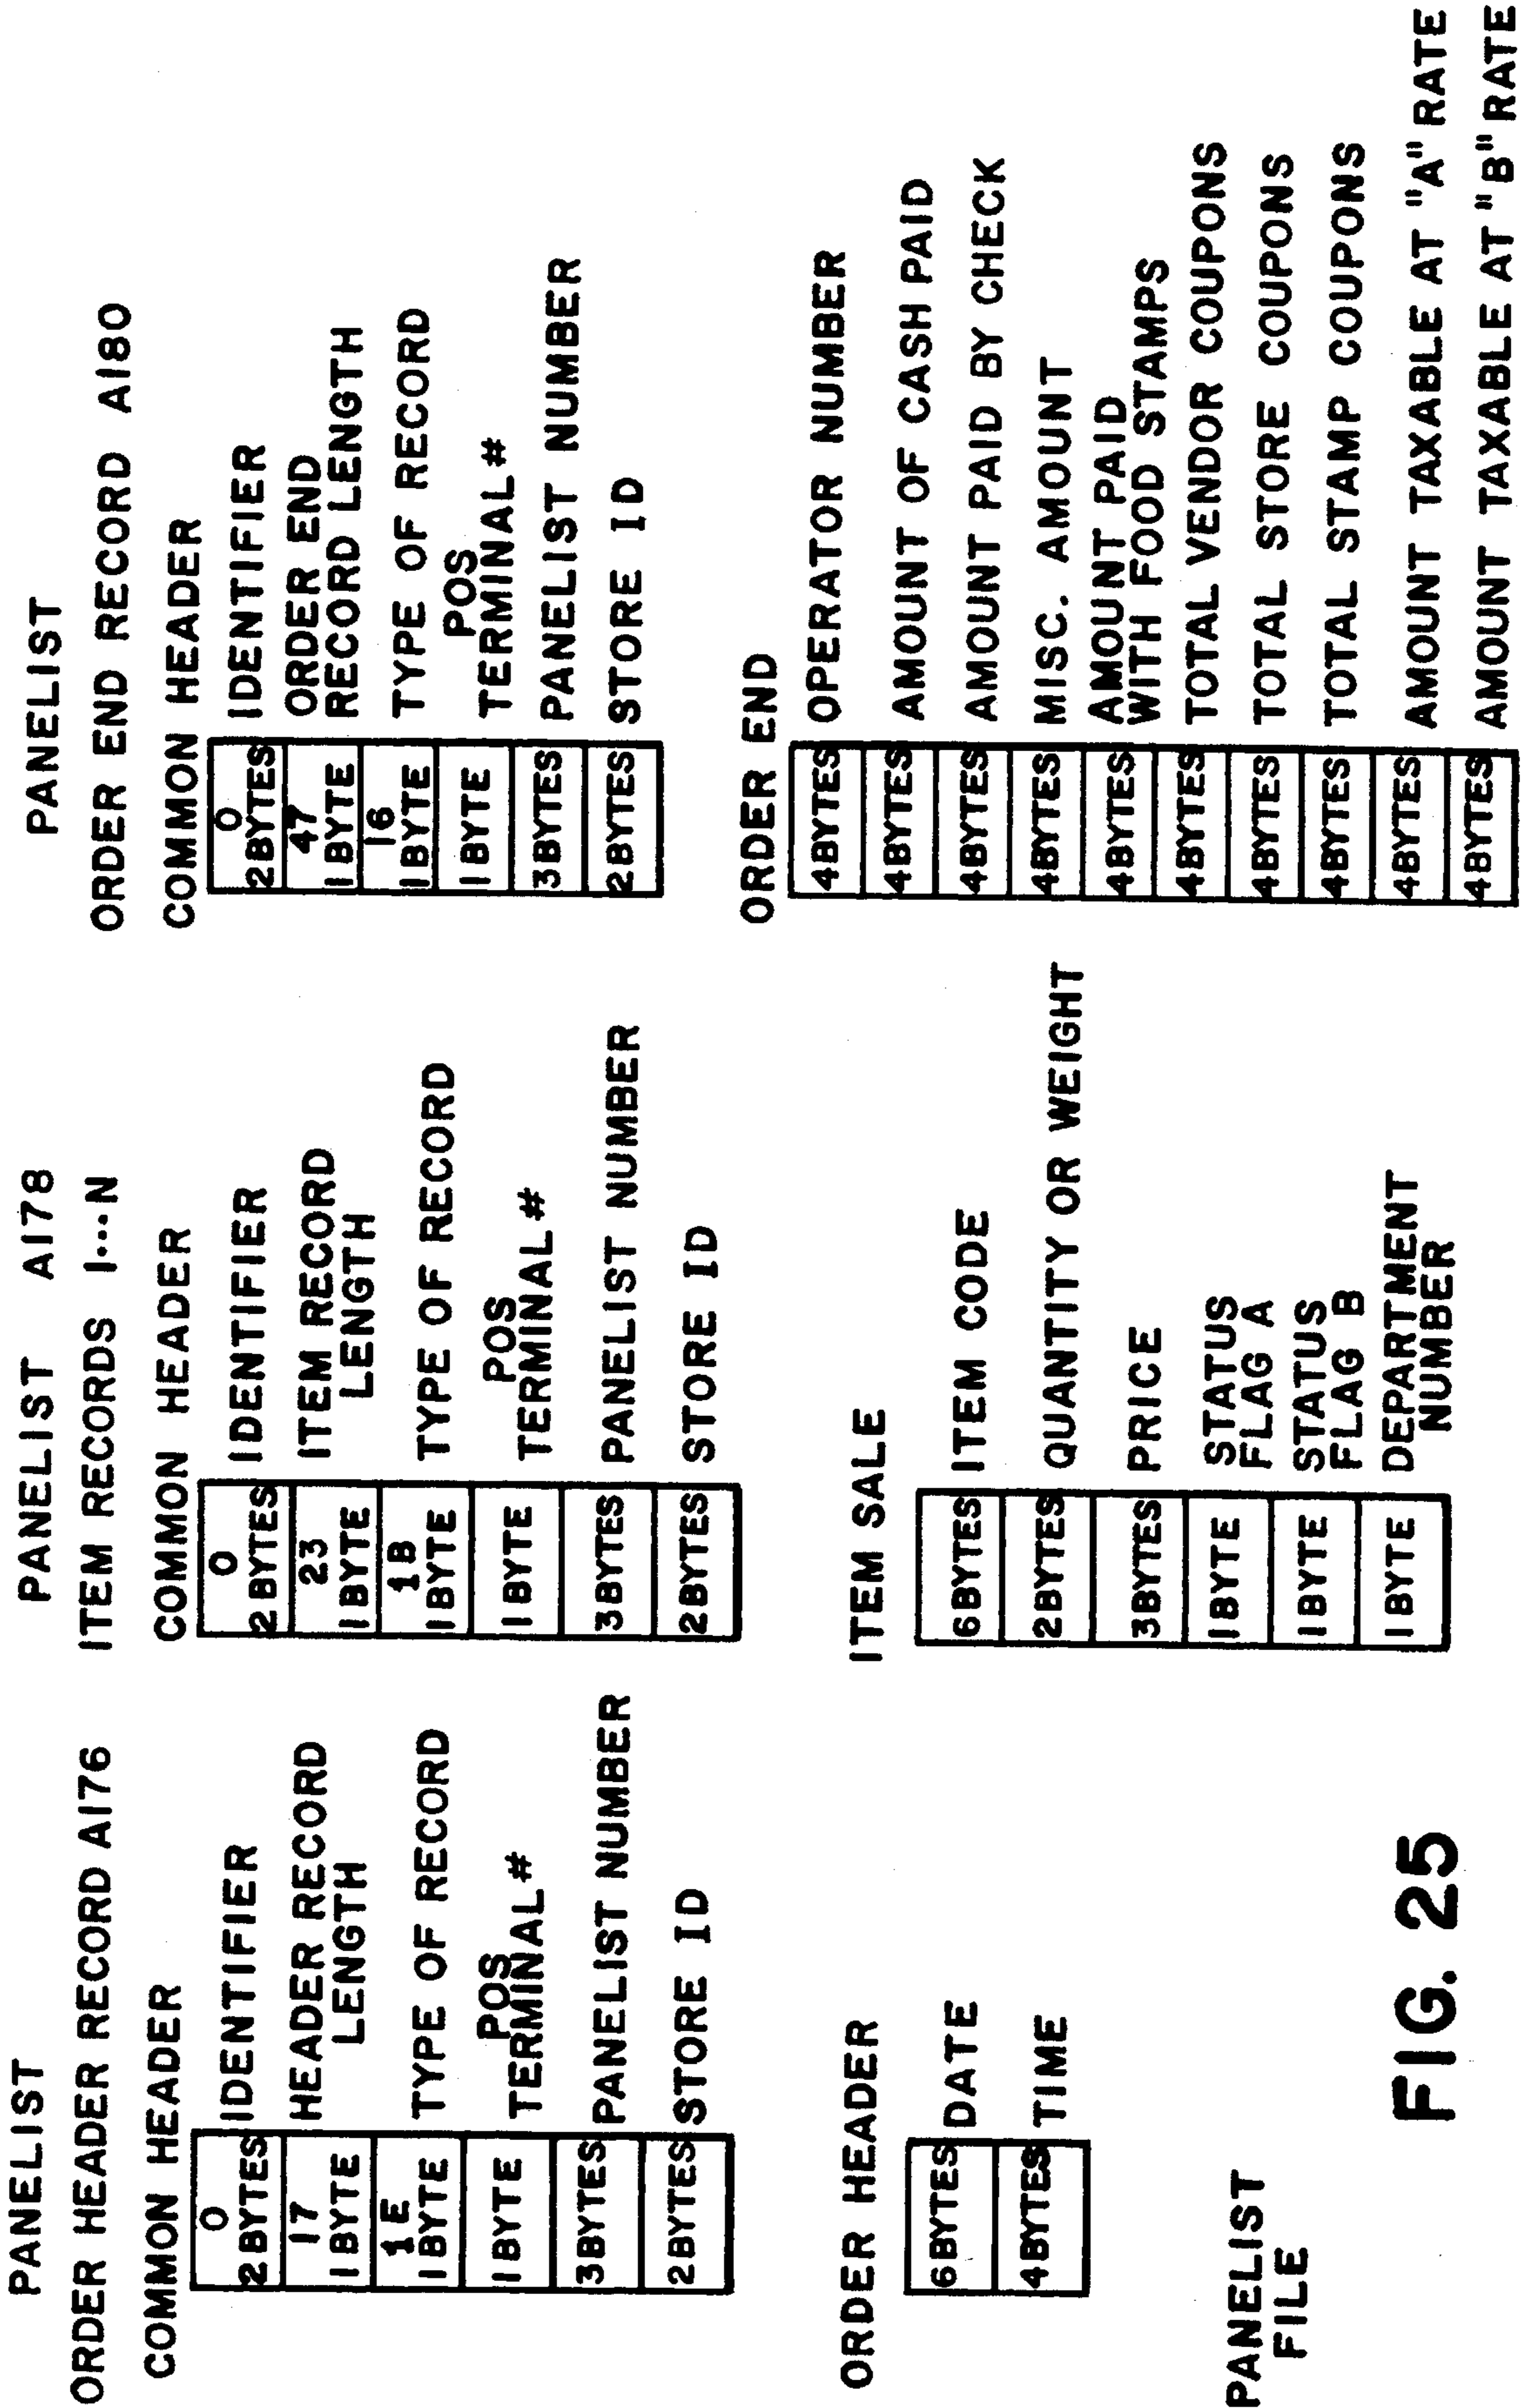 PANELIST
ORDER HEADER RECORD A176
COMMON HEADER
0
2 BYTES
IDENTIFIER
17
1 BYTE
HEADER RECORD
LENGTH
1E
1 BYTE
TYPE OF RECORD
1 BYTE
POS
TERMINAL #
3 BYTES
PANELIST NUMBER
2 BYTES
STORE ID
ORDER HEADER
6 BYTES
DATE
4 BYTES
TIME
PANELIST
FILE
PANELIST A178
ITEM RECORDS 1...N
COMMON HEADER
0
2 BYTES
IDENTIFIER
23
1 BYTE
ITEM RECORD
LENGTH
1B
1 BYTE
TYPE OF RECORD
1 BYTE
POS
TERMINAL #
3 BYTES
PANELIST NUMBER
2 BYTES
STORE ID
ITEM SALE
6 BYTES
ITEM CODE
2 BYTES
QUANTITY OR WEIGHT
3 BYTES
PRICE
1 BYTE
STATUS
FLAG A
1 BYTE
STATUS
FLAG B
1 BYTE
DEPARTMENT
NUMBER
PANELIST
ORDER END RECORD A180
COMMON HEADER
0
2 BYTES
IDENTIFIER
47
1 BYTE
ORDER END
RECORD LENGTH
16
1 BYTE
TYPE OF RECORD
1 BYTE
POS
TERMINAL #
3 BYTES
PANELIST NUMBER
2 BYTES
STORE ID
ORDER END
4 BYTES
OPERATOR NUMBER
4 BYTES
AMOUNT OF CASH PAID
4 BYTES
AMOUNT PAID BY CHECK
4 BYTES
MISC. AMOUNT
4 BYTES
AMOUNT PAID
WITH FOOD STAMPS
4 BYTES
TOTAL VENDOR COUPONS
4 BYTES
TOTAL STORE COUPONS
4 BYTES
TOTAL STAMP COUPONS
4 BYTES
AMOUNT TAXABLE AT "A" RATE
4 BYTES
AMOUNT TAXABLE AT "B" RATE
FIG. 25